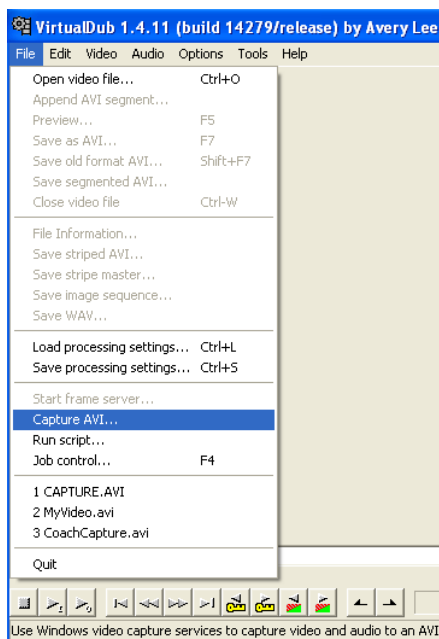 VirtualDub 1.4.11 (build 14279/release) by Avery Lee
File Edit Video Audio Options Tools Help
Open video file... Ctrl+O
Append AVI segment...
Preview... F5
Save as AVI... F7
Save old format AVI... Shift+F7
Save segmented AVI...
Close video file Ctrl-W
File Information...
Save striped AVI...
Save stripe master...
Save image sequence...
Save WAV...
Load processing settings... Ctrl+L
Save processing settings... Ctrl+S
Start frame server...
Capture AVI...
Run script...
Job control... F4
1 CAPTURE.AVI
2 MyVideo.avi
3 CoachCapture.avi
Quit
Use Windows video capture services to capture video and audio to an AVI